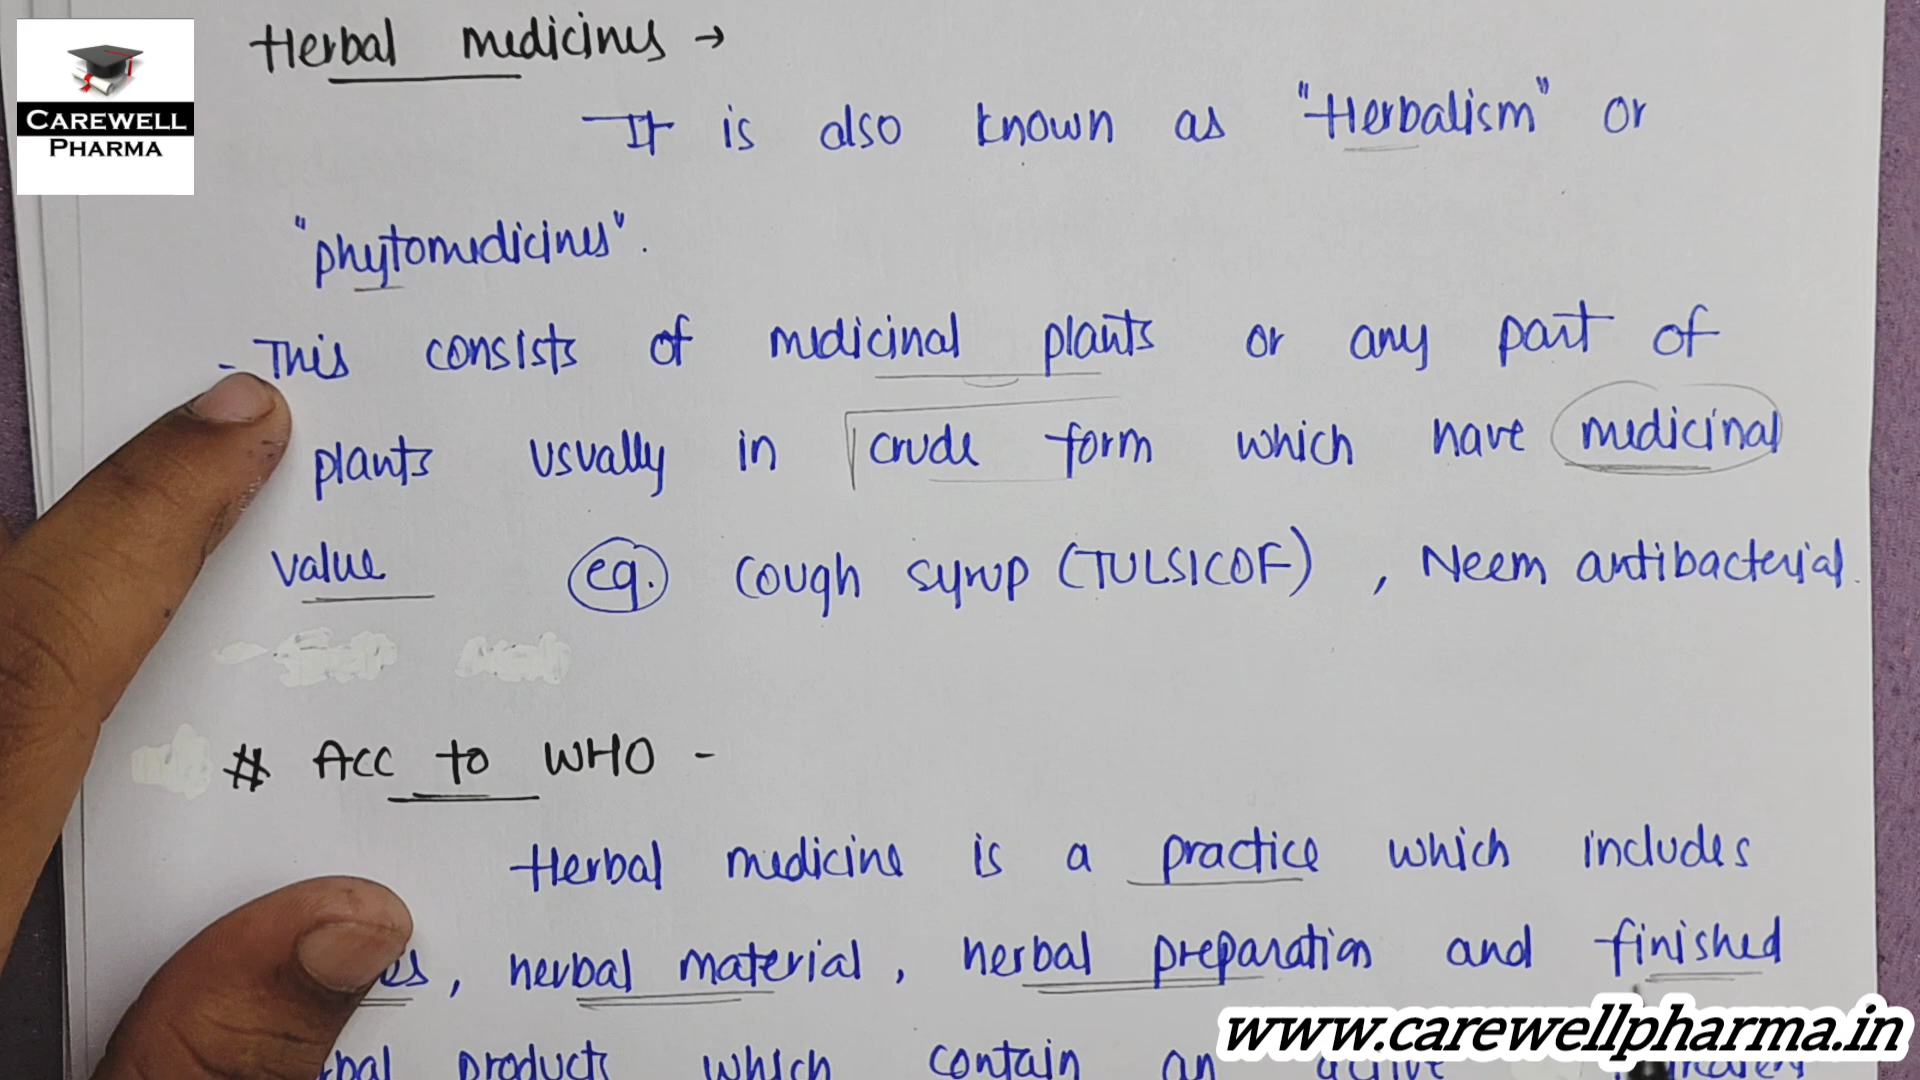 CAREWELL
PHARMA
Herbal medicines →
It is also known as "Herbalism" or
"phytomedicines".
- This consists of medicinal plants or any part of
plants usually in crude form which have medicinal
value eg. Cough syrup (TULSICOF) , Neem antibacterial.
# Acc to WHO -
Herbal medicine is a practice which includes
, herbal material, herbal preparation and finished
products which contain an
www.carewellpharma.in